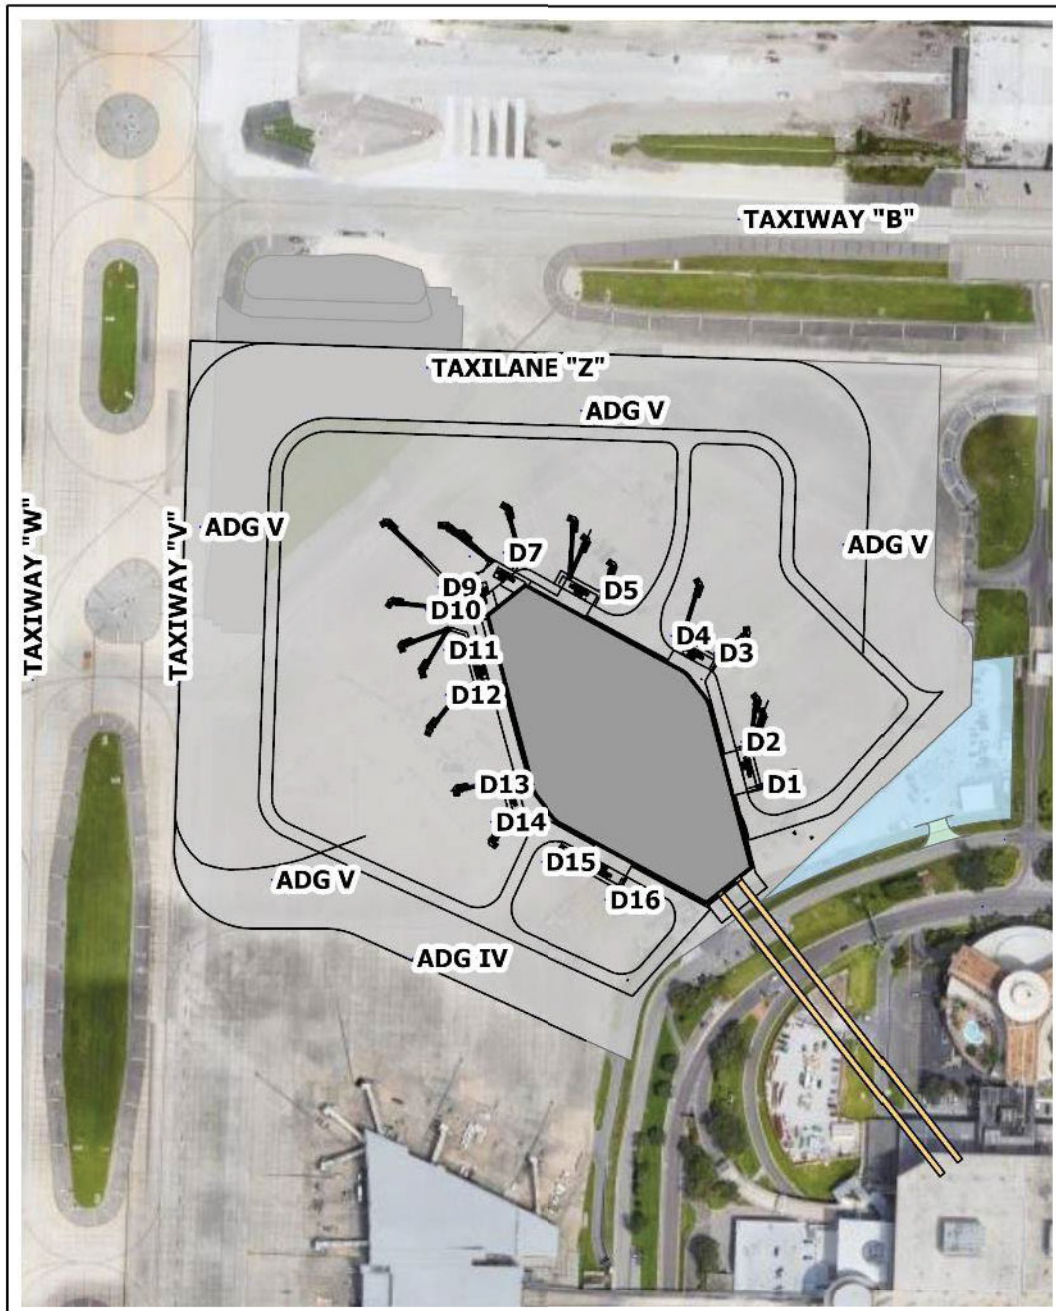 TAXIWAY "B"
TAXILANE "Z"
ADG V
TAXIWAY "W"
TAXIWAY "V"
ADG V
ADG V
D7
D9
D5
D10
D11
D4
D3
D12
D2
D13
D1
D14
D15
D16
ADG V
ADG IV